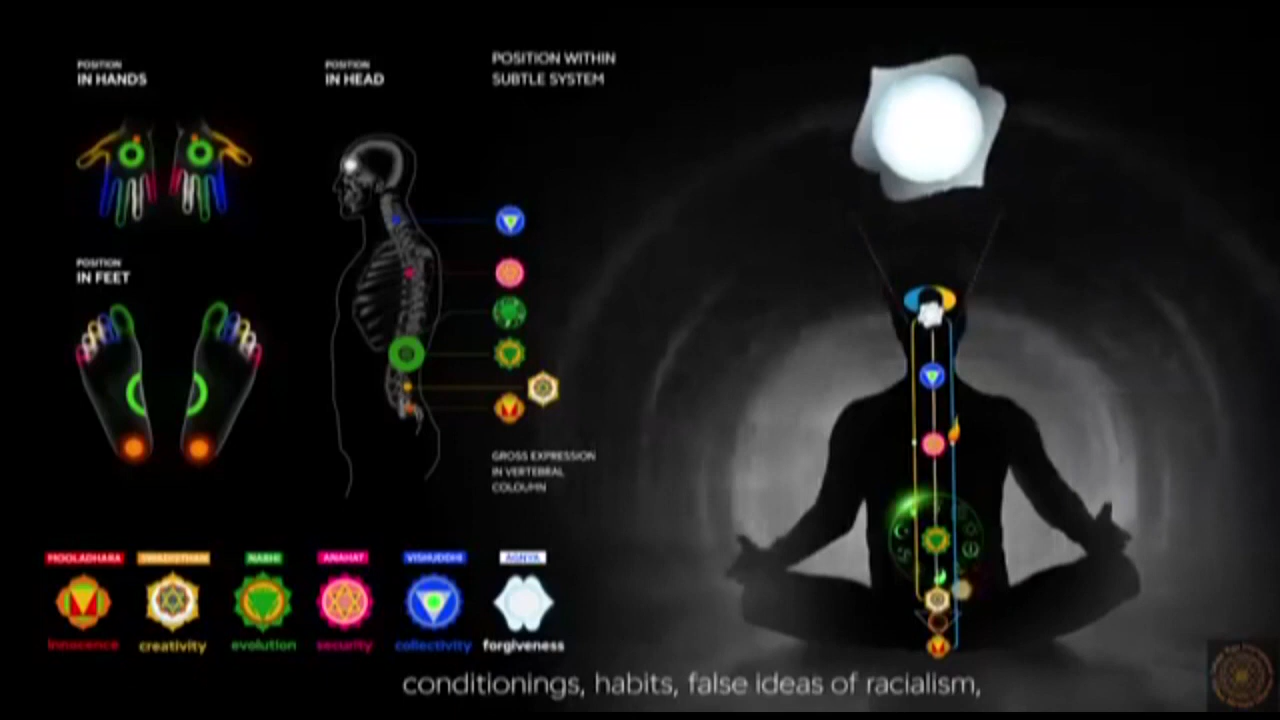 POSITION
IN HANDS
POSITION
IN HEAD
POSITION WITHIN
SUBTLE SYSTEM
POSITION
IN FEET
GROSS EXPRESSION
IN VERTEBRAL
COLOUMN
MOOLADHARA
SWADISTHAN
NABHI
ANAHAT
VISHUDDHI
AGNYA
innocence
creativity
evolution
security
collectivity
forgiveness
conditionings, habits, false ideas of racialism,